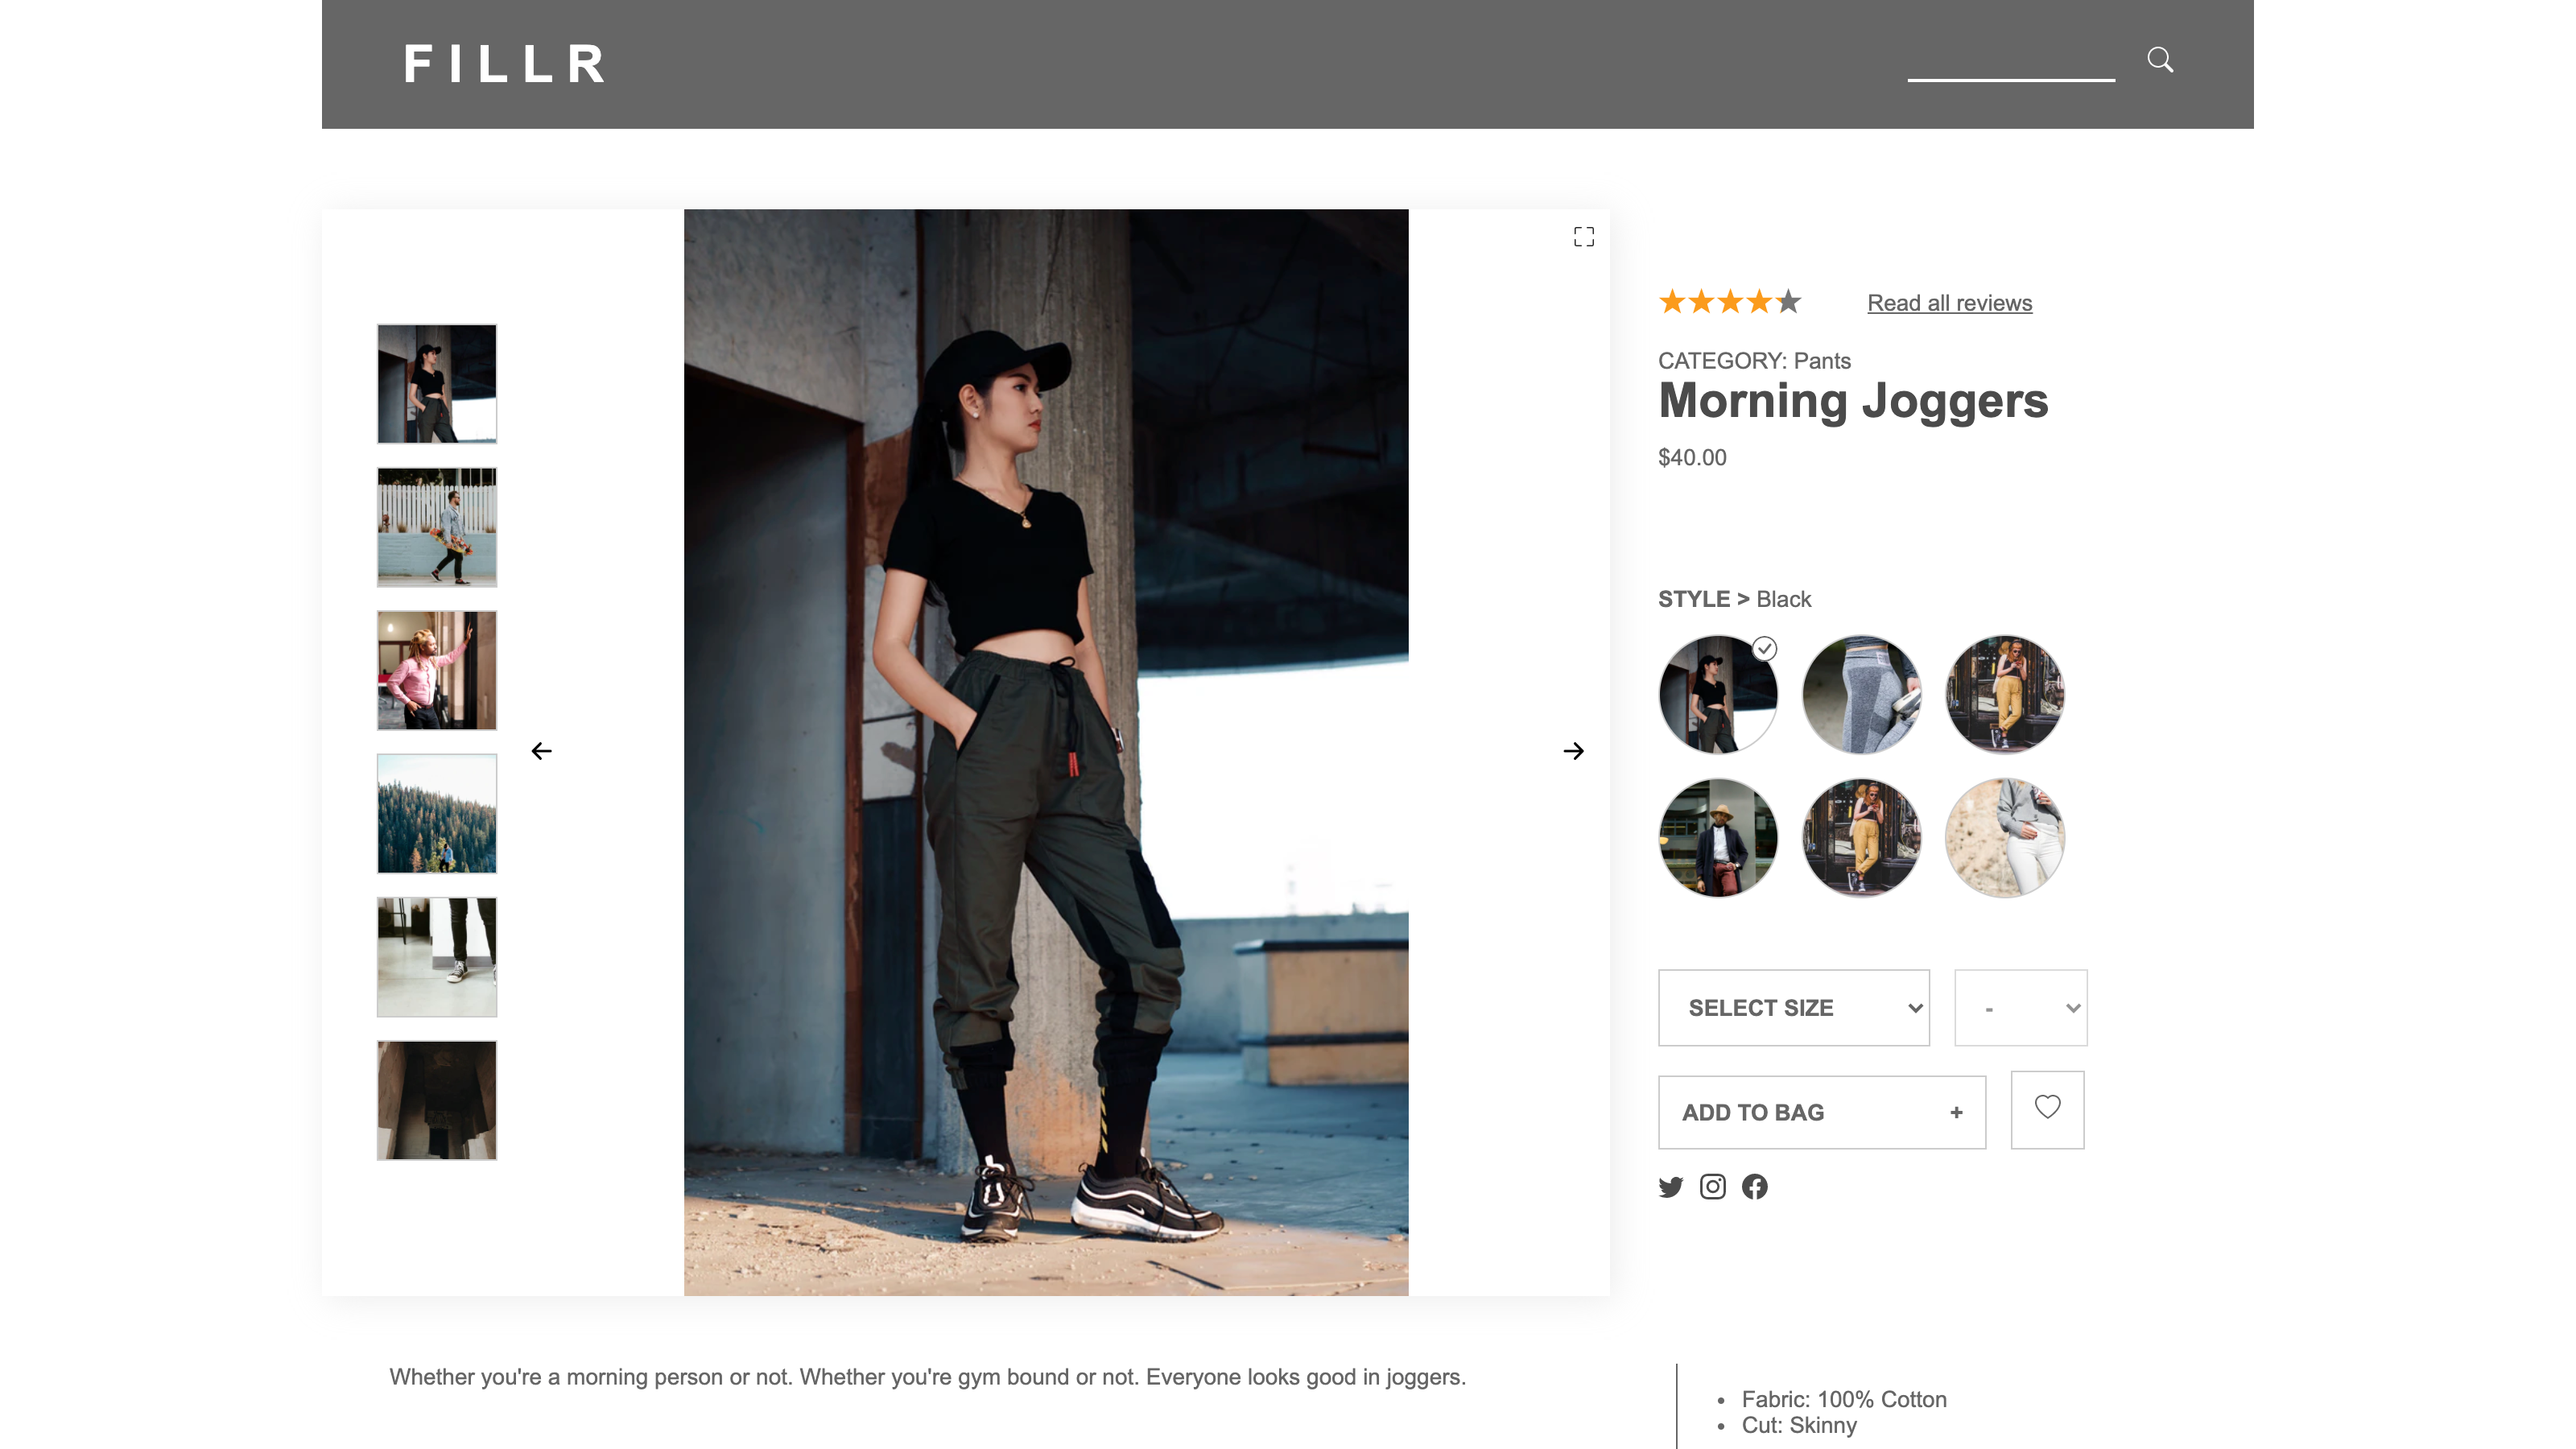 FILLR
Read all reviews
CATEGORY: Pants
Morning Joggers
$40.00
STYLE > Black
SELECT SIZE
-
ADD TO BAG +
Whether you're a morning person or not. Whether you're gym bound or not. Everyone looks good in joggers.
• Fabric: 100% Cotton
• Cut: Skinny